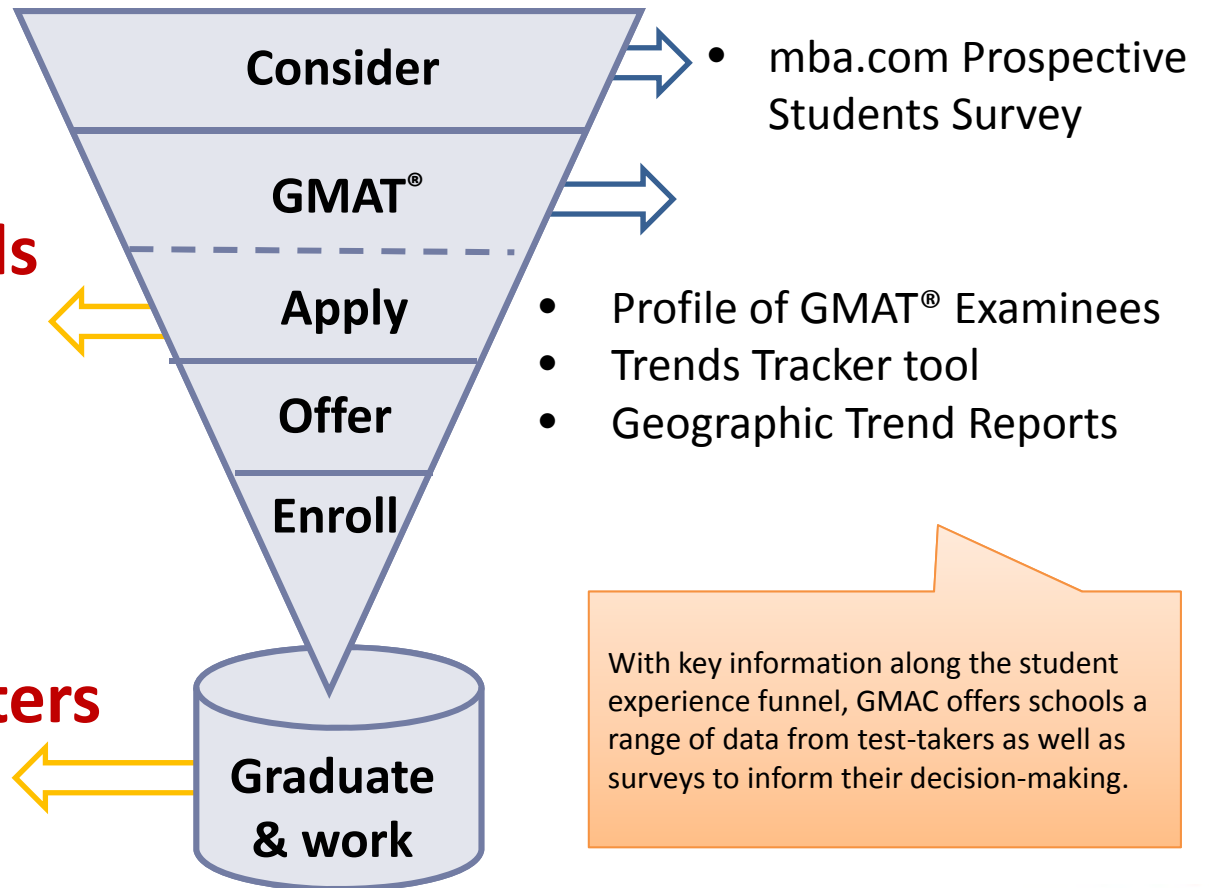 Consider
• mba.com Prospective
Students Survey
GMAT®
Apply
• Profile of GMAT® Examinees
• Trends Tracker tool
• Geographic Trend Reports
Offer
Enroll
With key information along the student
experience funnel, GMAC offers schools a
range of data from test-takers as well as
surveys to inform their decision-making.
Graduate
& work